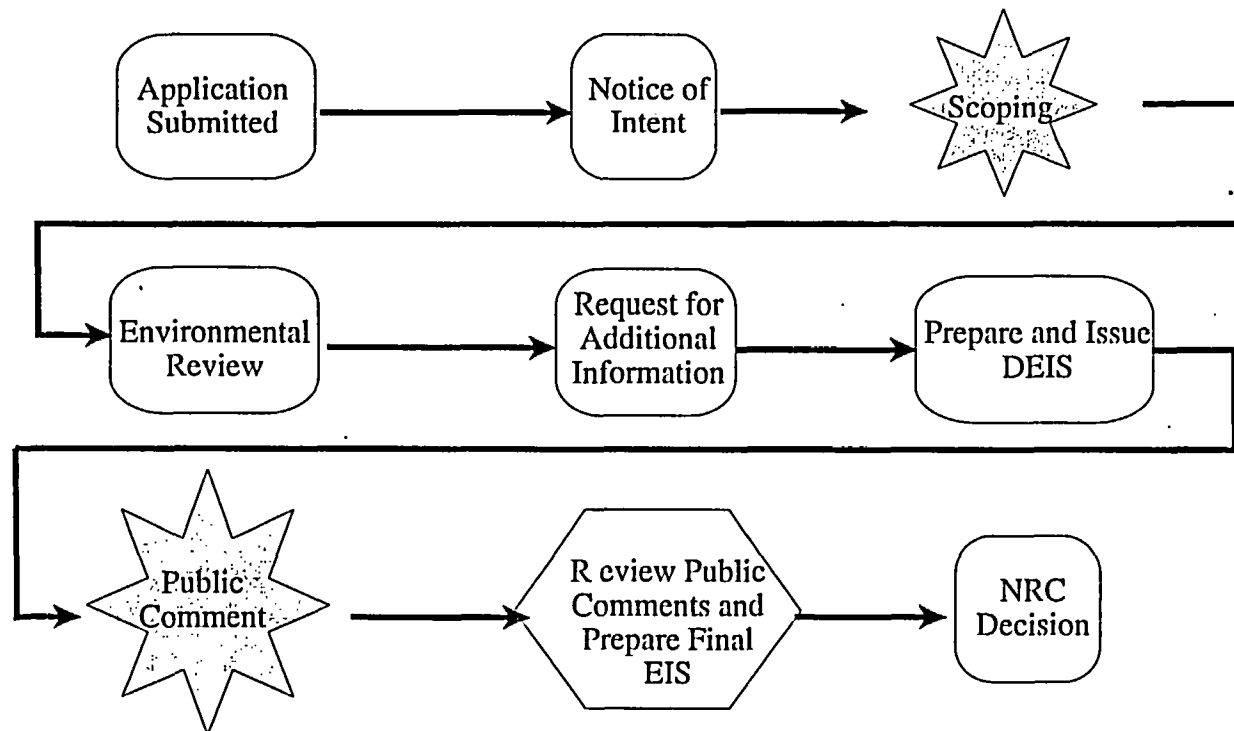 Application
Submitted
Notice of
Intent
Scoping
Environmental
Review
Request for
Additional
Information
Prepare and Issue
DEIS
Public
Comment
R eview Public
Comments and
Prepare Final
EIS
NRC
Decision